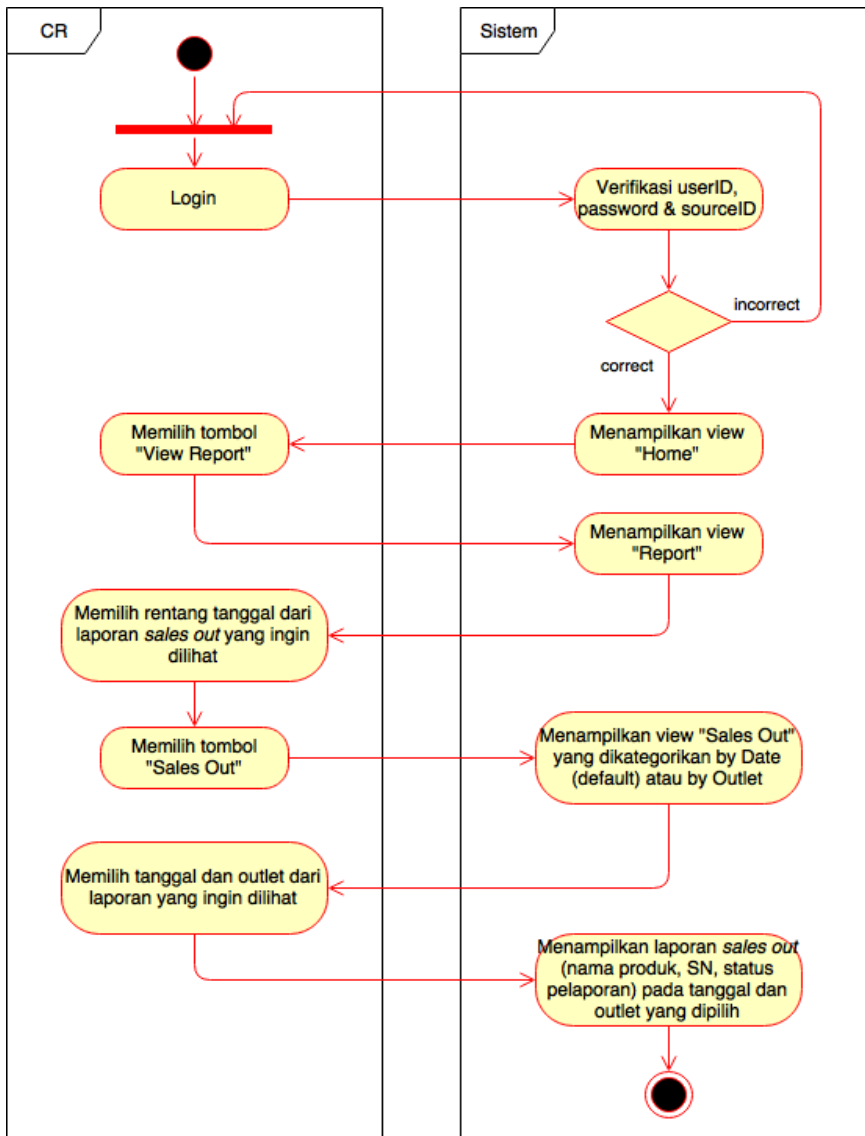 CR
Sistem
Login
Verifikasi userID,
password & sourceID
incorrect
correct
Memilih tombol
"View Report"
Menampilkan view
"Home"
Menampilkan view
"Report"
Memilih rentang tanggal dari
laporan sales out yang ingin
dilihat
Memilih tombol
"Sales Out"
Menampilkan view "Sales Out"
yang dikategorikan by Date
(default) atau by Outlet
Memilih tanggal dan outlet dari
laporan yang ingin dilihat
Menampilkan laporan sales out
(nama produk, SN, status
pelaporan) pada tanggal dan
outlet yang dipilih